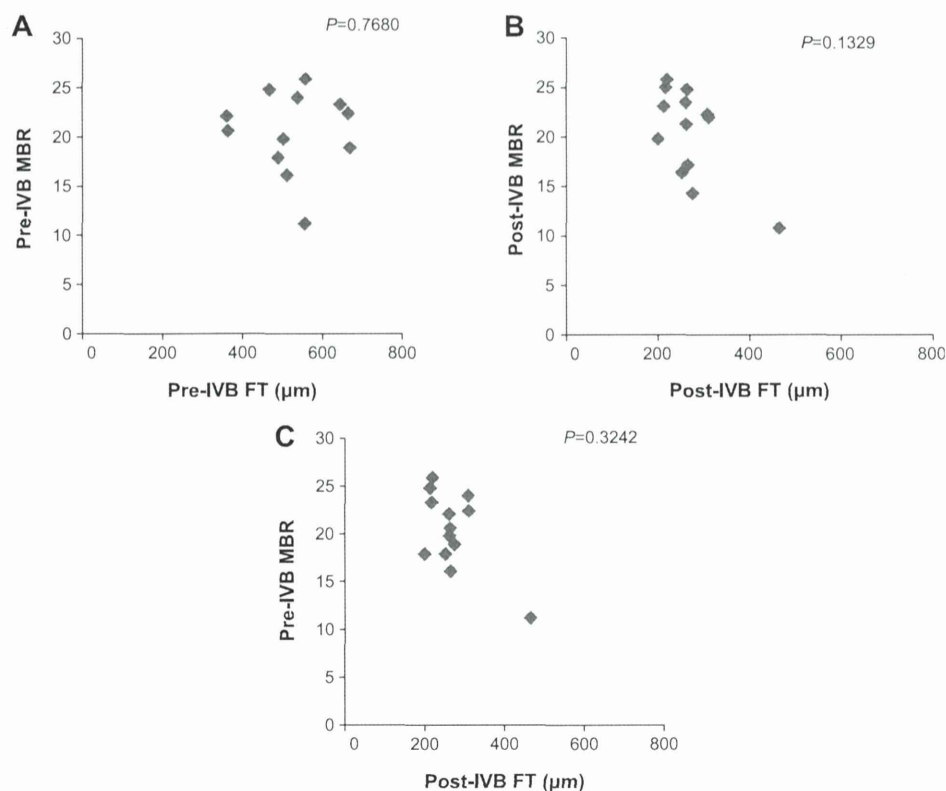 A
P=0.7680
30
25
20
15
10
5
0
Pre-IVB MBR
0 200 400 600 800
Pre-IVB FT (µm)
B
P=0.1329
30
25
20
15
10
5
0
Post-IVB MBR
0 200 400 600 800
Post-IVB FT (µm)
C
P=0.3242
30
25
20
15
10
5
0
Pre-IVB MBR
0 200 400 600 800
Post-IVB FT (µm)